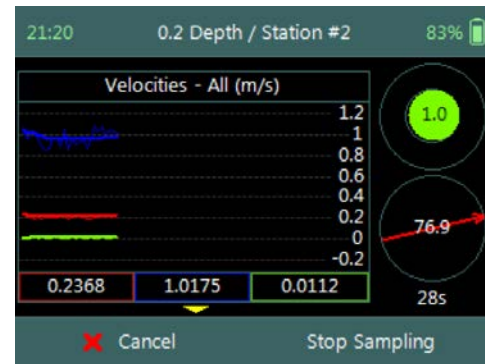 21:20 0.2 Depth / Station #2 83%
Velocities - All (m/s)
1.2
1
0.8
0.6
0.4
0.2
0
-0.2
0.2368 1.0175 0.0112
1.0
76.9
28s
Cancel Stop Sampling